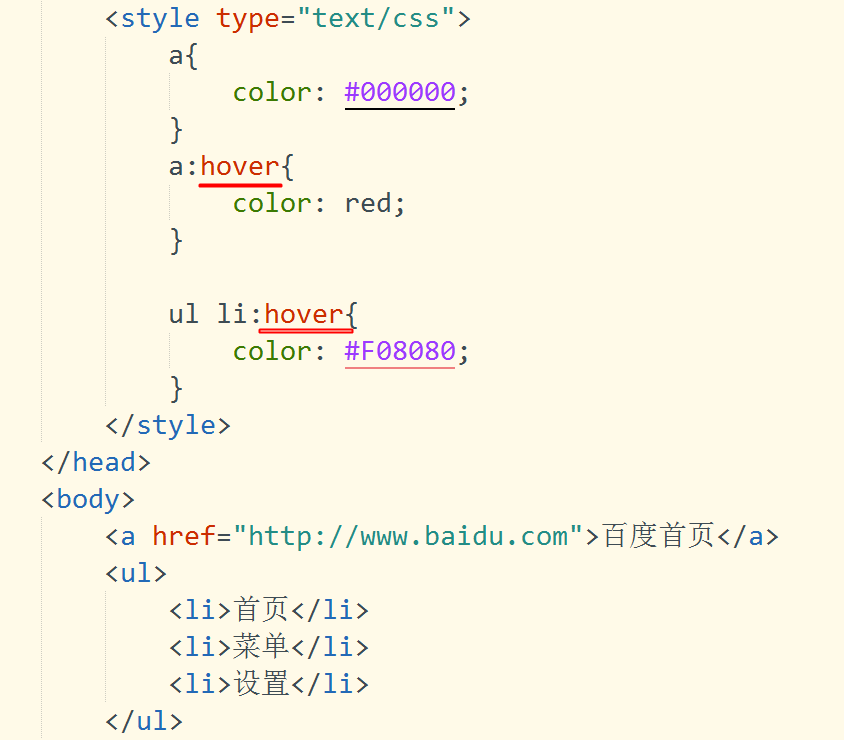 <style type="text/css">
a{
color: #000000;
}
a:hover{
color: red;
}
ul li:hover{
color: #F08080;
}
</style>
</head>
<body>
<a href="http://www.baidu.com">百度首页</a>
<ul>
<li>首页</li>
<li>菜单</li>
<li>设置</li>
</ul>